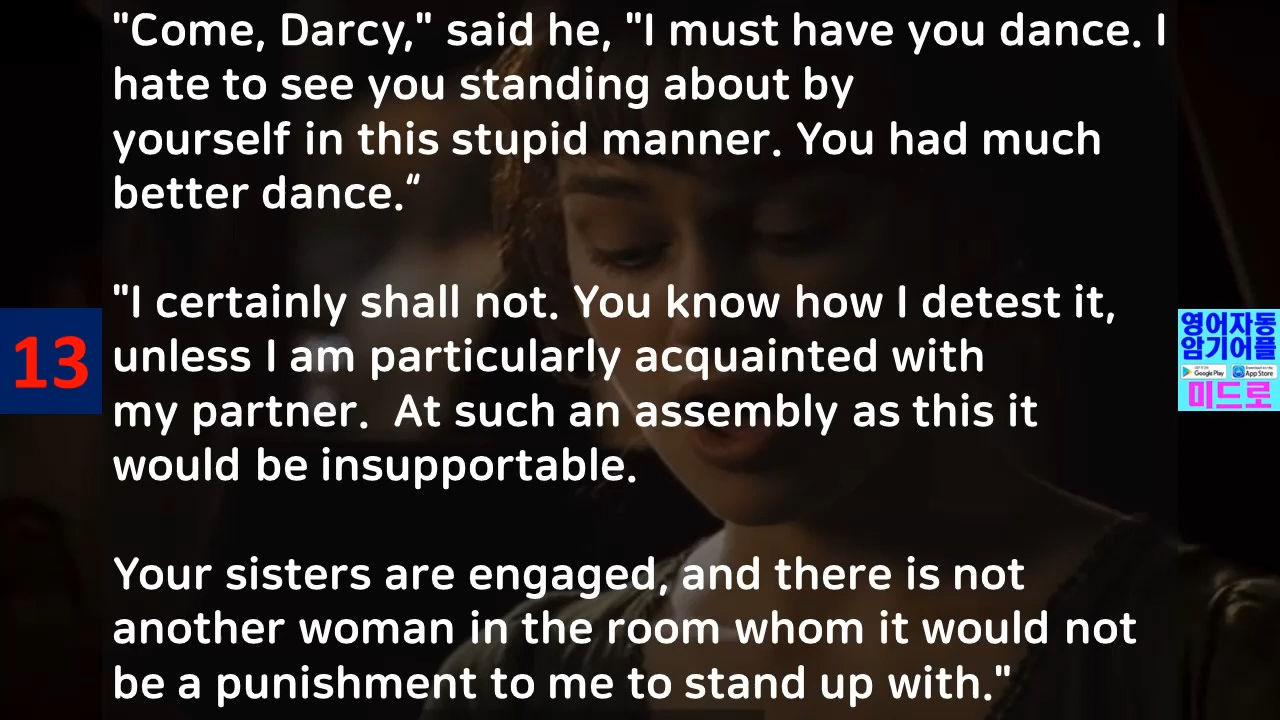 "Come, Darcy," said he, "I must have you dance. I
hate to see you standing about by
yourself in this stupid manner. You had much
better dance.“
"I certainly shall not. You know how I detest it,
unless I am particularly acquainted with
my partner.  At such an assembly as this it
would be insupportable.
Your sisters are engaged, and there is not
another woman in the room whom it would not
be a punishment to me to stand up with."
13
영어자동
암기어플
Google Play
App Store
미드로